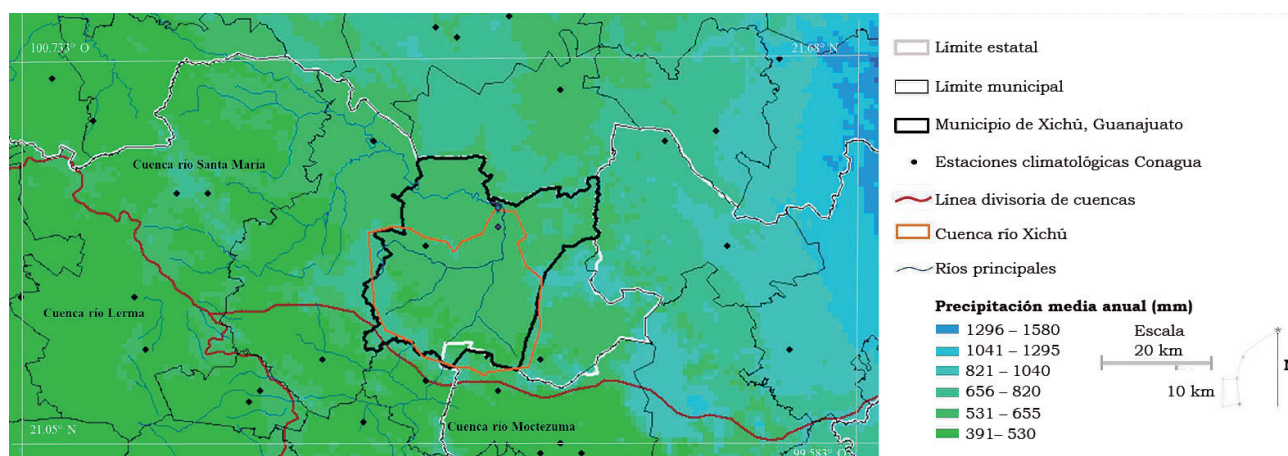 100.733° O
21.68° N
Cuenca río Santa María
Cuenca río Lerma
Cuenca río Moctezuma
21.05° N
99.583° O
Límite estatal
Límite municipal
Municipio de Xichú, Guanajuato
Estaciones climatológicas Conagua
Línea divisoria de cuencas
Cuenca río Xichú
Ríos principales
Precipitación media anual (mm)
1296 – 1580
1041 – 1295
821 – 1040
656 – 820
531 – 655
391– 530
Escala
20 km
10 km